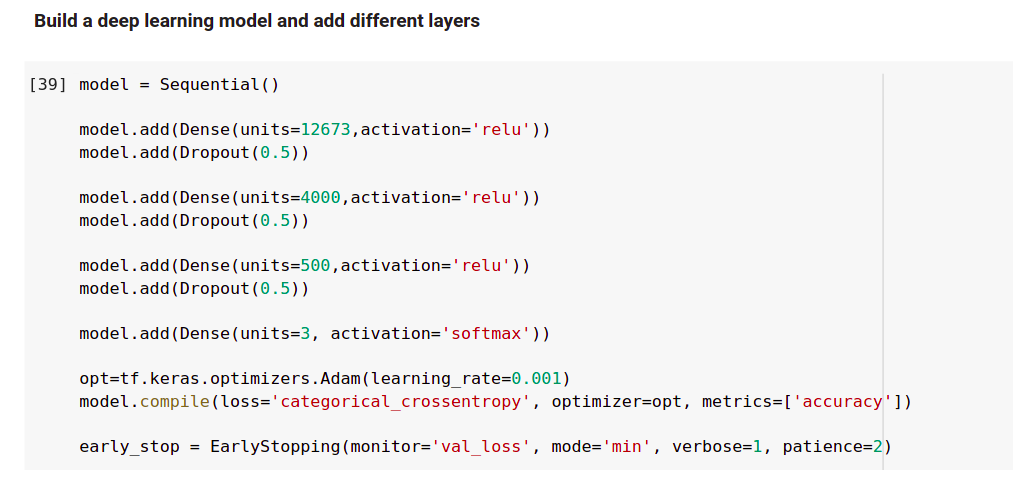 Build a deep learning model and add different layers
[39] model = Sequential()
model.add(Dense(units=12673,activation='relu'))
model.add(Dropout(0.5))
model.add(Dense(units=4000,activation='relu'))
model.add(Dropout(0.5))
model.add(Dense(units=500,activation='relu'))
model.add(Dropout(0.5))
model.add(Dense(units=3, activation='softmax'))
opt=tf.keras.optimizers.Adam(learning_rate=0.001)
model.compile(loss='categorical_crossentropy', optimizer=opt, metrics=['accuracy'])
early_stop = EarlyStopping(monitor='val_loss', mode='min', verbose=1, patience=2)